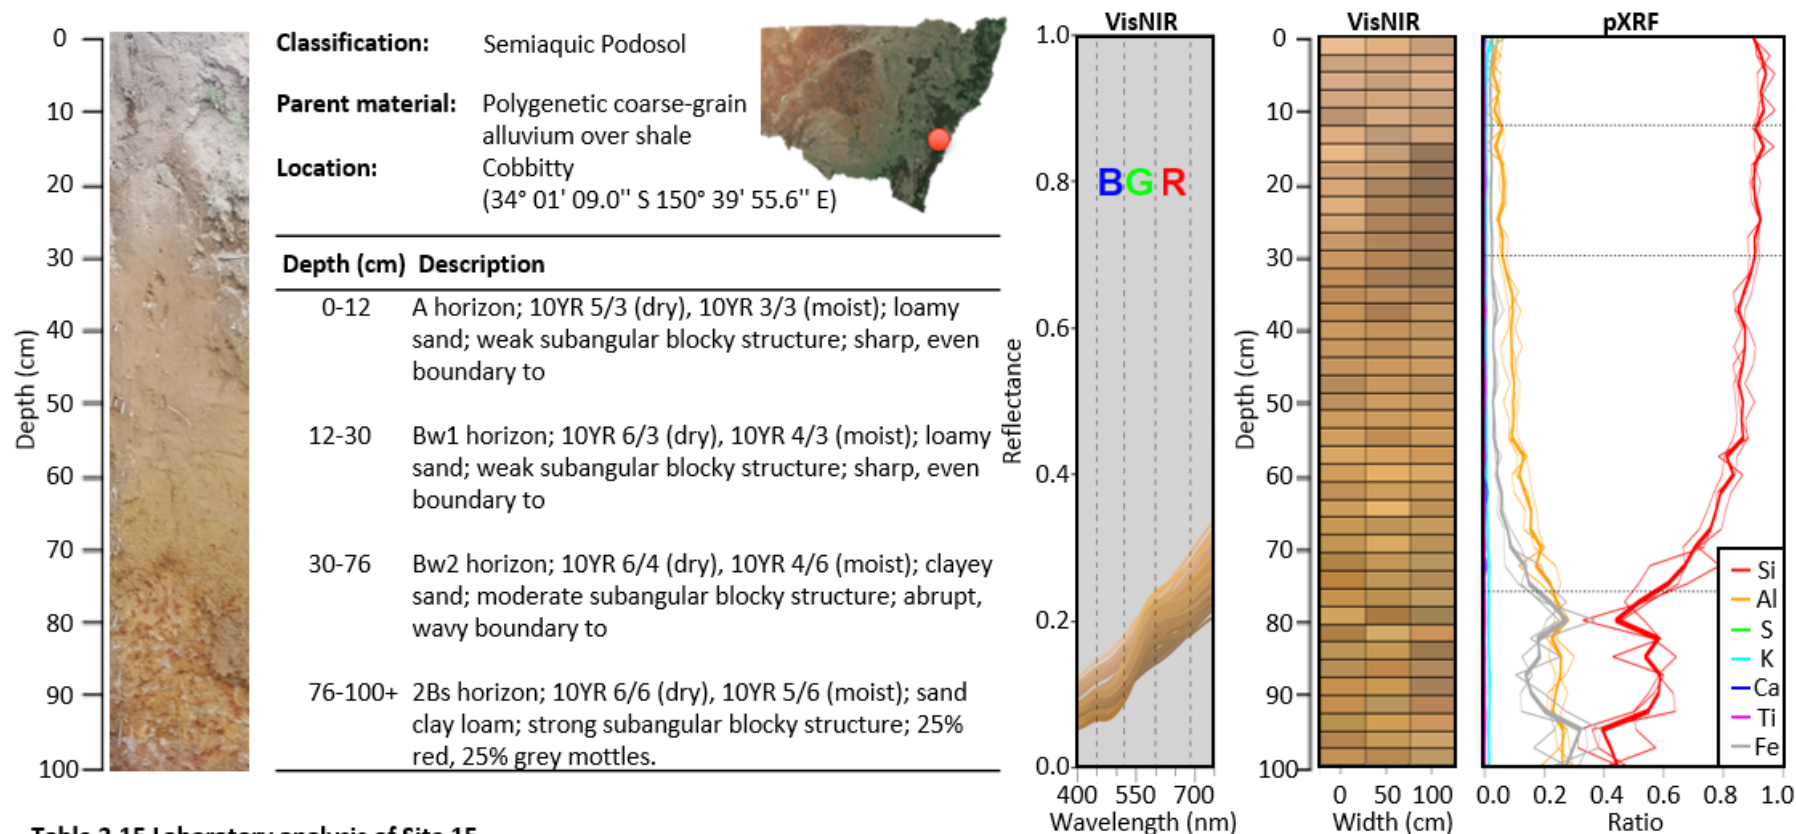 0
10
20
30
40
50
60
70
80
90
100
Depth (cm)
Classification: Semiaquic Podosol
Parent material: Polygenetic coarse-grain
alluvium over shale
Location: Cobbitty
(34° 01' 09.0" S 150° 39' 55.6" E)
Depth (cm) Description
0-12 A horizon; 10YR 5/3 (dry), 10YR 3/3 (moist); loamy
sand; weak subangular blocky structure; sharp, even
boundary to
12-30 Bw1 horizon; 10YR 6/3 (dry), 10YR 4/3 (moist); loamy
sand; weak subangular blocky structure; sharp, even
boundary to
30-76 Bw2 horizon; 10YR 6/4 (dry), 10YR 4/6 (moist); clayey
sand; moderate subangular blocky structure; abrupt,
wavy boundary to
76-100+ 2Bs horizon; 10YR 6/6 (dry), 10YR 5/6 (moist); sand
clay loam; strong subangular blocky structure; 25%
red, 25% grey mottles.
VisNIR
1.0
0.8
0.6
0.4
0.2
0.0
Reflectance
B G R
400 550 700
Wavelength (nm)
VisNIR
0
10
20
30
40
50
60
70
80
90
100
Depth (cm)
0 50 100
Width (cm)
pXRF
Si
Al
S
K
Ca
Ti
Fe
0.0 0.2 0.4 0.6 0.8 1.0
Ratio
Table 2.15 Laboratory analysis of Site 15